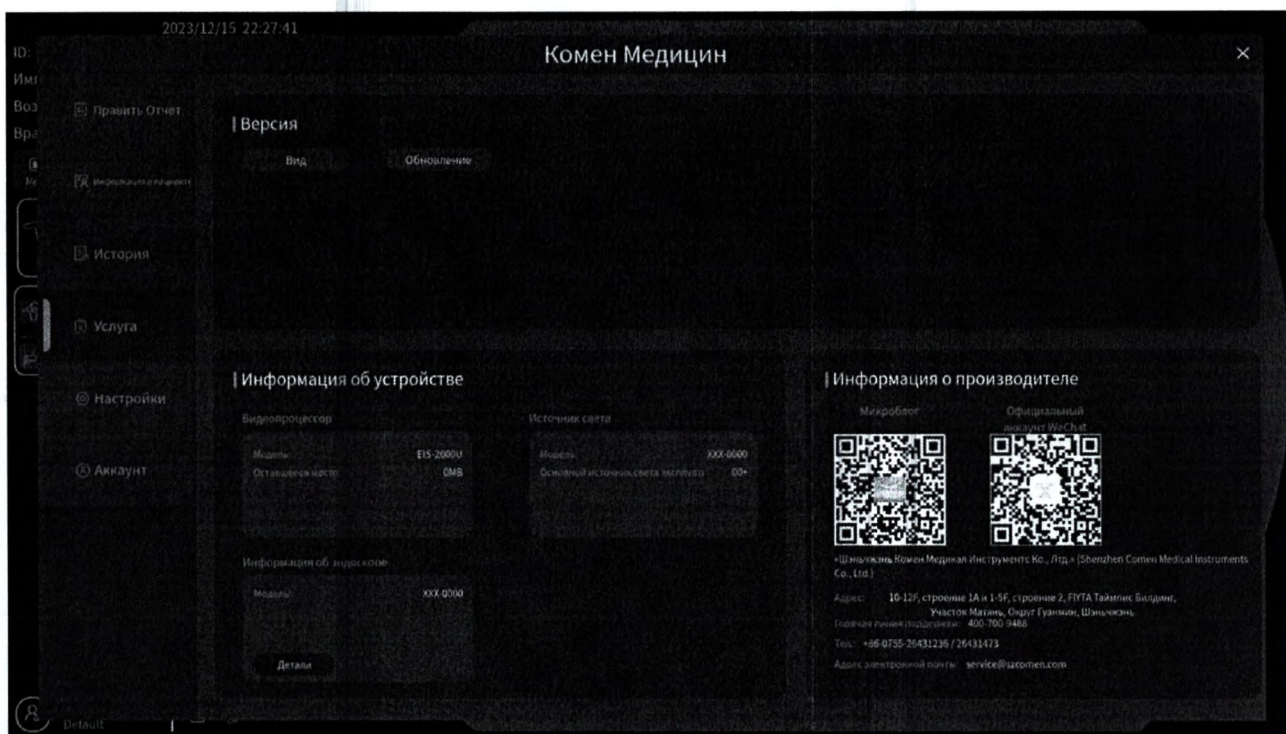 2023/12/15 22:27:41
Комен Медицин
ID:
Имя
Воз
Вра
Править Отчет
Информация о пациенте
История
Услуга
Настройки
Аккаунт
Версия
Вид
Обновление
Информация об устройстве
Видеопроцессор
Модель: EIS-2000U
Оставшееся место: 0MB
Источник света
Модель: XXX-0000
Основной источник света эксплуата 00+
Информация об эндоскопе
Модель: XXX-0000
Детали
Информация о производителе
Микроблог
Официальный
аккаунт WeChat
«Шэньчжэнь Комен Медикал Инструментс Ко., Лтд.» (Shenzhen Comen Medical Instruments
Co., Ltd.)
Адрес: 10-12F, строение 1A и 1-5F, строение 2, FIYTA Таймпис Билдинг,
Участок Матянь, Округ Гуанмин, Шэньчжэнь
Горячая линия поддержки: 400-700-9488
Тел.: +86-0755-26431236 / 26431473
Адрес электронной почты: service@szcomen.com
Default